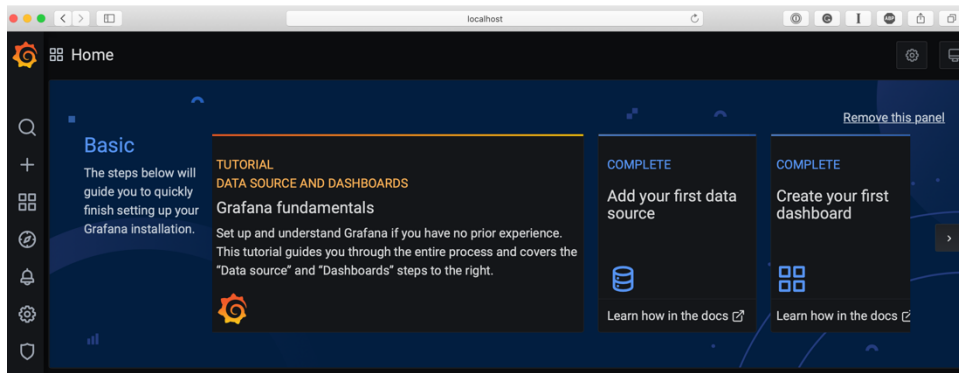 localhost
Home
Remove this panel
Basic
The steps below will
guide you to quickly
finish setting up your
Grafana installation.
TUTORIAL
DATA SOURCE AND DASHBOARDS
Grafana fundamentals
Set up and understand Grafana if you have no prior experience.
This tutorial guides you through the entire process and covers the
"Data source" and "Dashboards" steps to the right.
COMPLETE
Add your first data
source
Learn how in the docs
COMPLETE
Create your first
dashboard
Learn how in the docs